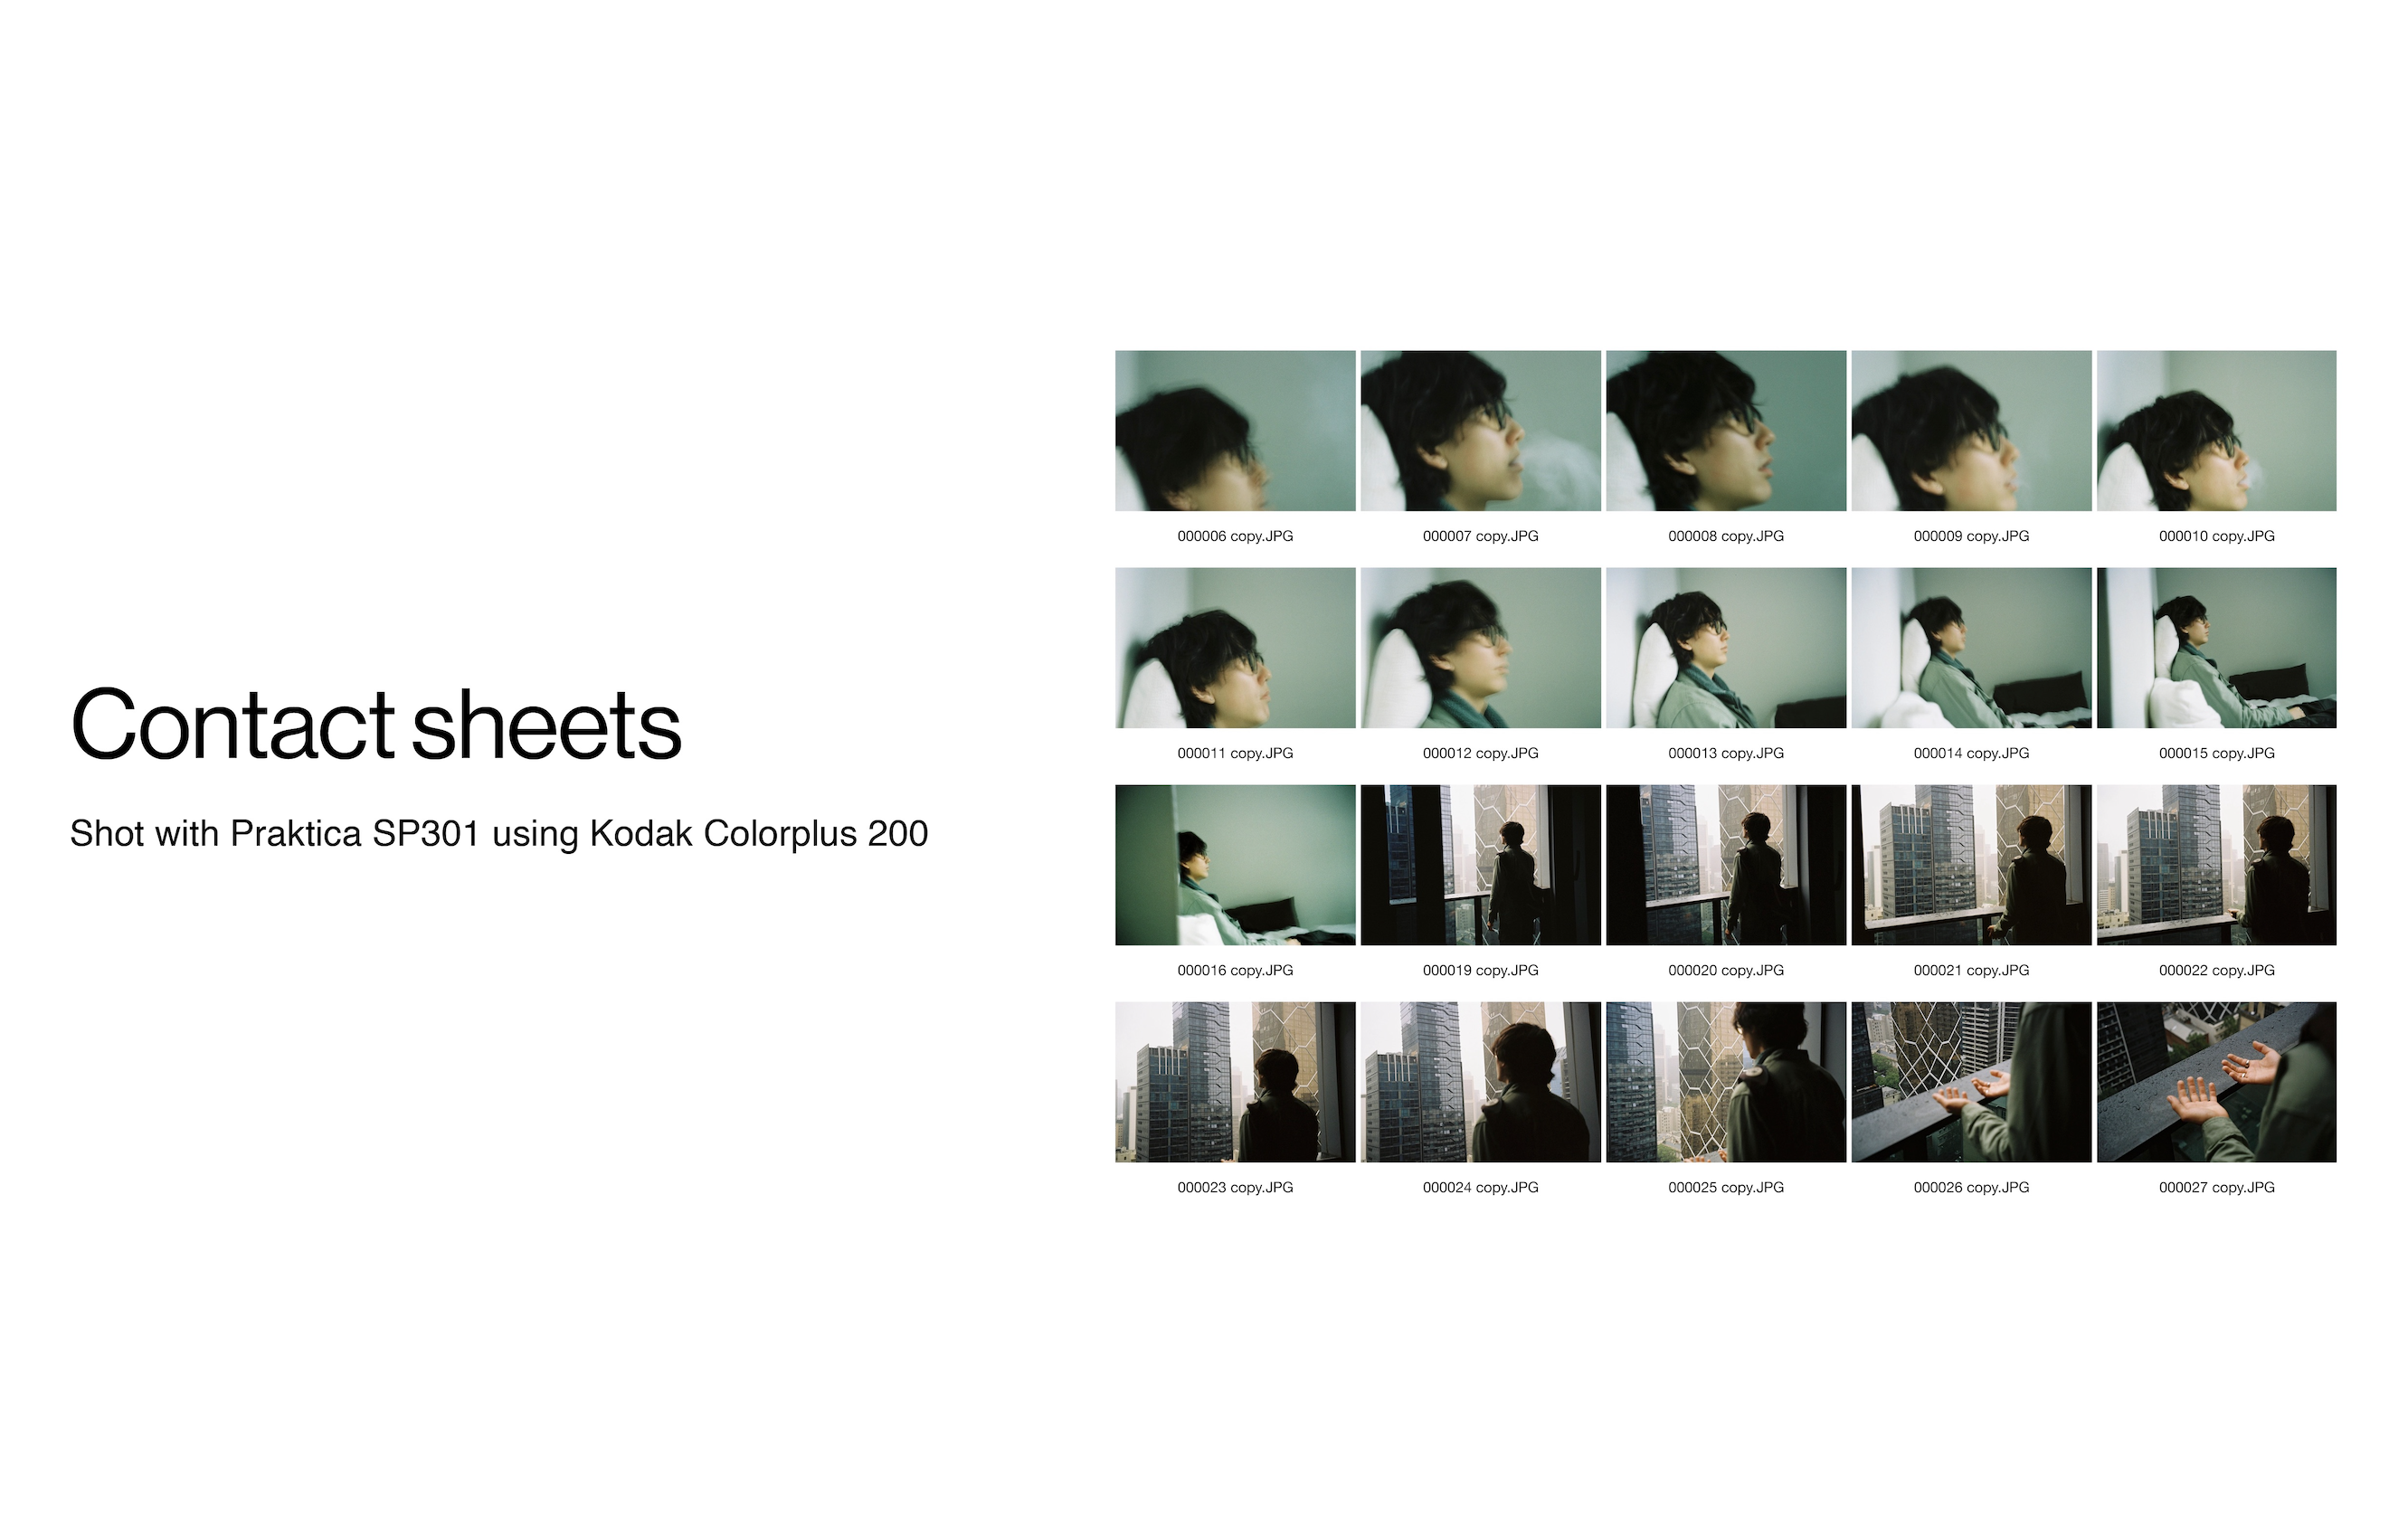 Contact sheets
Shot with Praktica SP301 using Kodak Colorplus 200
000006 copy.JPG
000007 copy.JPG
000008 copy.JPG
000009 copy.JPG
000010 copy.JPG
000011 copy.JPG
000012 copy.JPG
000013 copy.JPG
000014 copy.JPG
000015 copy.JPG
000016 copy.JPG
000019 copy.JPG
000020 copy.JPG
000021 copy.JPG
000022 copy.JPG
000023 copy.JPG
000024 copy.JPG
000025 copy.JPG
000026 copy.JPG
000027 copy.JPG